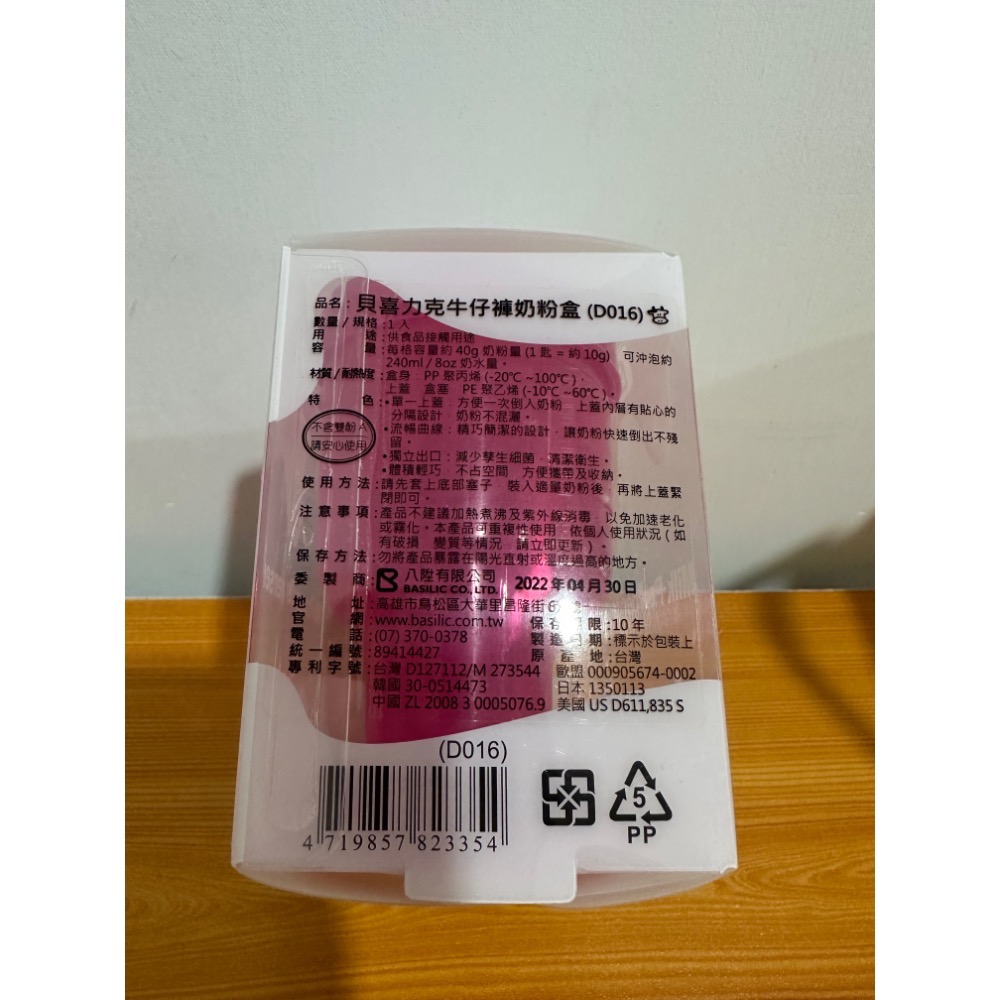 品名：貝喜力克牛仔褲奶粉盒 (D016)
數量/規格：1入
用途：供食品接觸用途
容量：每格容量約 40g 奶粉量 (1 匙 = 約 10g) 可沖泡約
240ml / 8oz 奶水量。
材質/耐熱度：盒身 PP 聚丙烯 (-20℃ ~100℃)，
上蓋 盒塞 PE 聚乙烯 (-10℃ ~60℃)。
特色：•單一上蓋 方便一次倒入奶粉 上蓋內層有貼心的
分隔設計 奶粉不混灑。
不含雙酚A
請安心使用
•流暢曲線：精巧簡潔的設計 讓奶粉快速倒出不殘
留。
•獨立出口：減少孳生細菌 清潔衛生。
•體積輕巧 不占空間 方便攜帶及收納。
使用方法：請先套上底部塞子 裝入適量奶粉後 再將上蓋緊
閉即可。
注意事項：產品不建議加熱煮沸及紫外線消毒 以免加速老化
或霧化。本產品可重複性使用 依個人使用狀況 (如
有破損 變質等情況 請立即更新)。
保存方法：勿將產品暴露在陽光直射或溫度過高的地方。
委製商：八陞有限公司
BASILIC CO., LTD.
2022年04月30日
地址：高雄市鳥松區大華里昌隆街
官網：www.basilic.com.tw 保存期限：10年
電話：(07) 370-0378 製造日期：標示於包裝上
統一編號：89414427 原產地：台灣
專利字號：台灣 D127112/M 273544 歐盟 000905674-0002
韓國 30-0514473 日本 1350113
中國 ZL 2008 3 0005076.9 美國 US D611,835 S
(D016)
4 719857 823354
5
PP